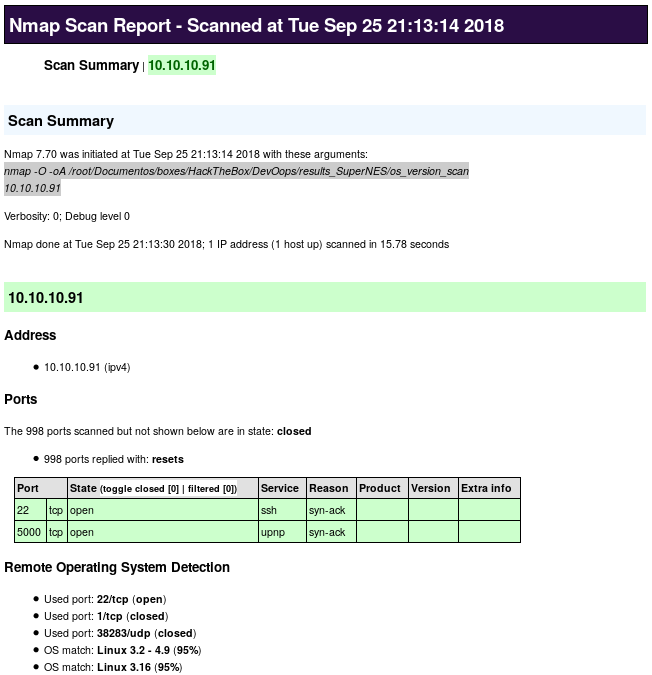 Nmap Scan Report - Scanned at Tue Sep 25 21:13:14 2018
Scan Summary | 10.10.10.91
Scan Summary
Nmap 7.70 was initiated at Tue Sep 25 21:13:14 2018 with these arguments:
nmap -O -oA /root/Documentos/boxes/HackTheBox/DevOops/results_SuperNES/os_version_scan
10.10.10.91
Verbosity: 0; Debug level 0
Nmap done at Tue Sep 25 21:13:30 2018; 1 IP address (1 host up) scanned in 15.78 seconds
10.10.10.91
Address
10.10.10.91 (ipv4)
Ports
The 998 ports scanned but not shown below are in state: closed
998 ports replied with: resets
Port State (toggle closed [0] | filtered [0]) Service Reason Product Version Extra info
22 tcp open ssh syn-ack
5000 tcp open upnp syn-ack
Remote Operating System Detection
Used port: 22/tcp (open)
Used port: 1/tcp (closed)
Used port: 38283/udp (closed)
OS match: Linux 3.2 - 4.9 (95%)
OS match: Linux 3.16 (95%)